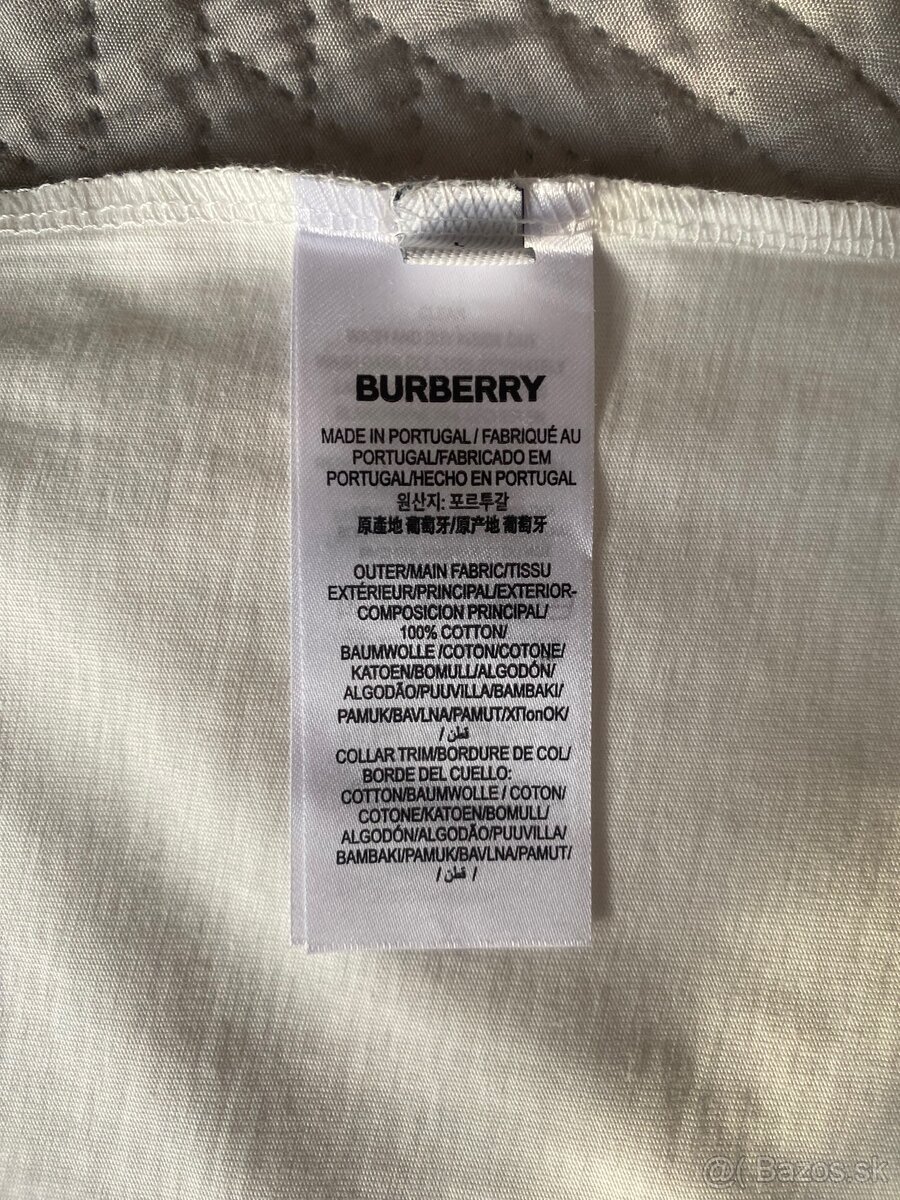 BURBERRY
MADE IN PORTUGAL / FABRIQUÉ AU
PORTUGAL/FABRICADO EM
PORTUGAL/HECHO EN PORTUGAL
원산지: 포르투갈
原產地 葡萄牙/原产地 葡萄牙
OUTER/MAIN FABRIC/TISSU
EXTÉRIEUR/PRINCIPAL/EXTERIOR-
COMPOSICION PRINCIPAL/
100% COTTON/
BAUMWOLLE /COTON/COTONE/
KATOEN/BOMULL/ALGODÓN/
ALGODÃO/PUUVILLA/BAMBAKI/
PAMUK/BAVLNA/PAMUT/ХПопОК/
/ قطن /
COLLAR TRIM/BORDURE DE COL/
BORDE DEL CUELLO:
COTTON/BAUMWOLLE / COTON/
COTONE/KATOEN/BOMULL/
ALGODÓN/ALGODÃO/PUUVILLA/
BAMBAKI/PAMUK/BAVLNA/PAMUT/
/ قطن /
@( Bazos.sk